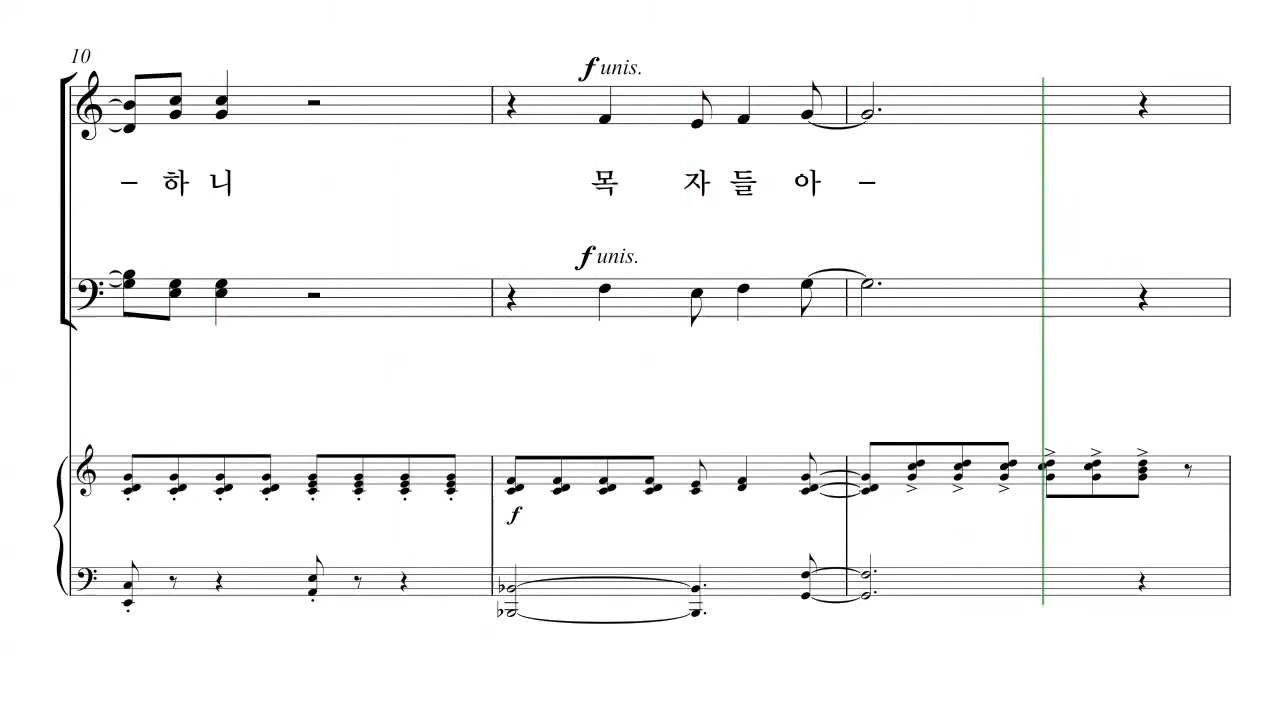 10
f unis.
– 하 니 목 자 들 아 –
f unis.
f